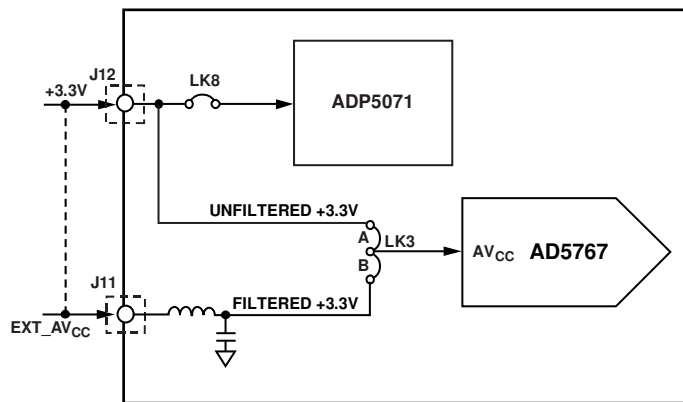 J12
+3.3V
LK8
ADP5071
UNFILTERED +3.3V
A
LK3
B
AVCC AD5767
J11
FILTERED +3.3V
EXT_AVCC